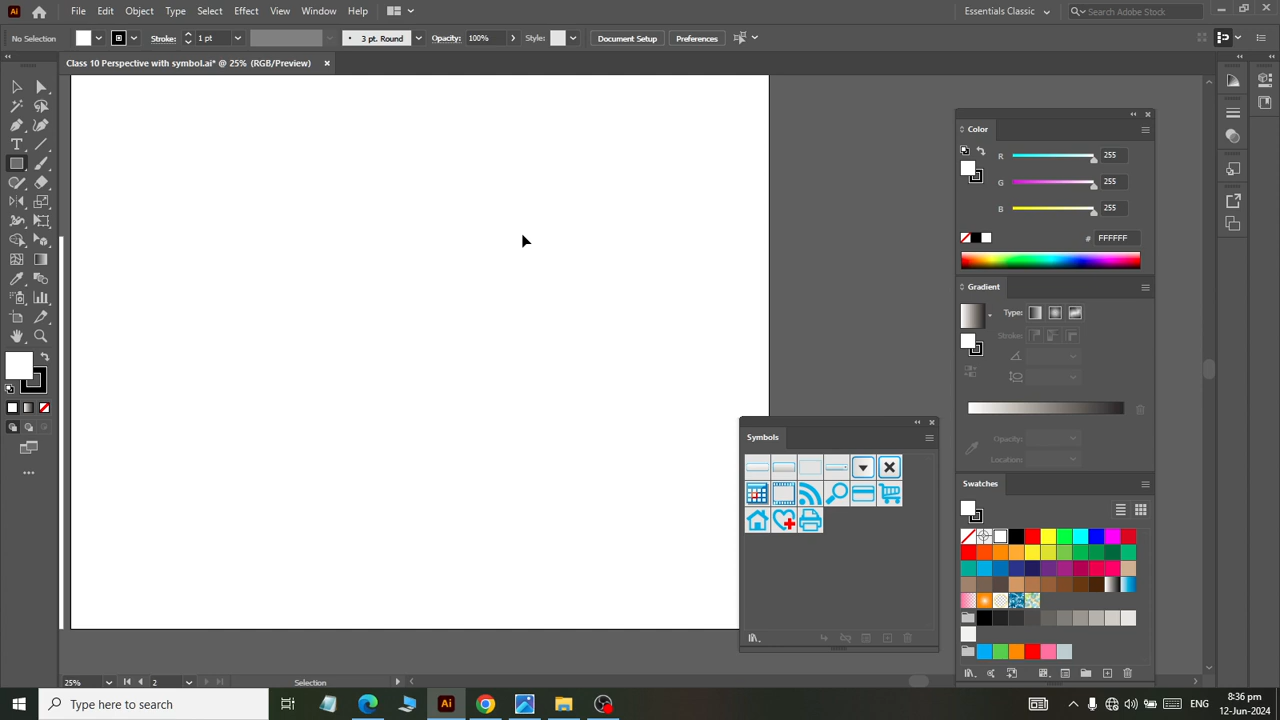 Ai File Edit Object Type Select Effect View Window Help Essentials Classic Search Adobe Stock
No Selection Stroke: 1 pt 3 pt. Round Opacity: 100% Style: Document Setup Preferences
Class 10 Perspective with symbol.ai* @ 25% (RGB/Preview)
Color
R 255
G 255
B 255
# FFFFFF
Gradient
Type:
Stroke:
Opacity:
Location:
Symbols
Swatches
25% 2 Selection
Type here to search
Ai
ENG
8:36 pm
12-Jun-2024